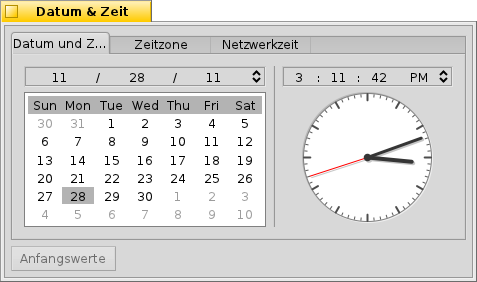 Datum & Zeit
Datum und Z... Zeitzone Netzwerkzeit
11 / 28 / 11 3 : 11 : 42 PM
Sun Mon Tue Wed Thu Fri Sat
30 31 1 2 3 4 5
6 7 8 9 10 11 12
13 14 15 16 17 18 19
20 21 22 23 24 25 26
27 28 29 30 1 2 3
4 5 6 7 8 9 10
Anfangswerte